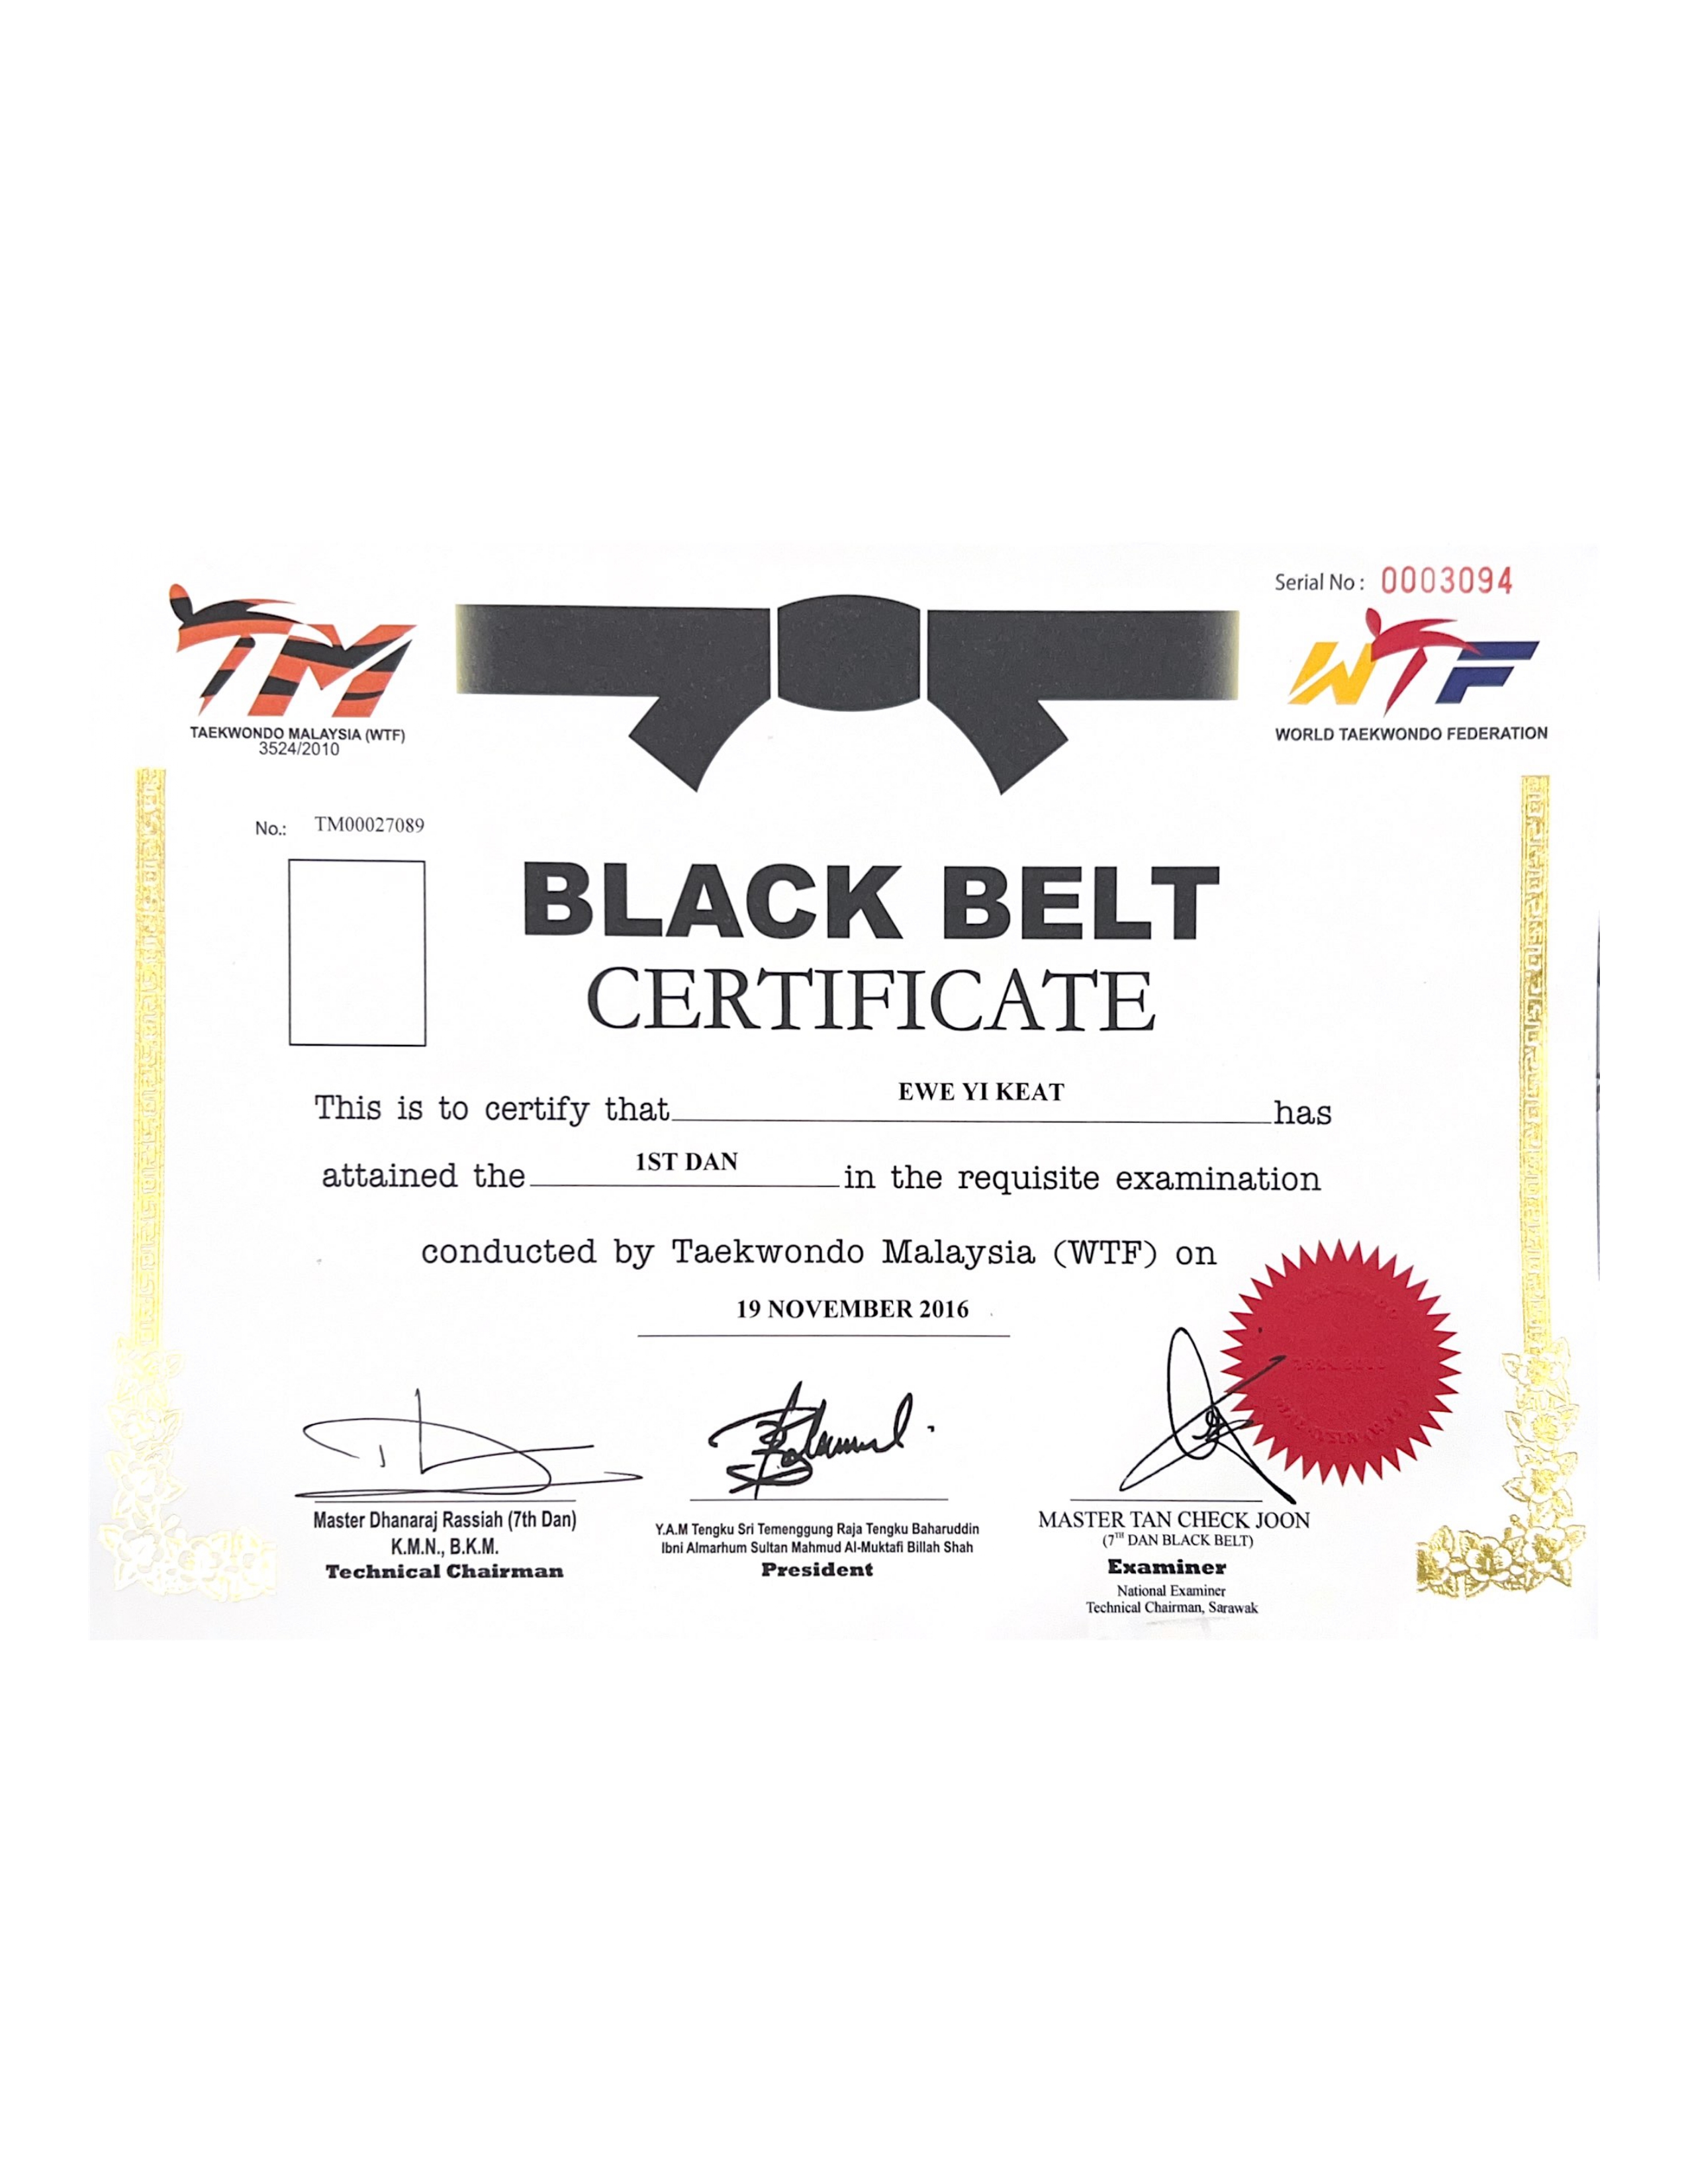 Serial No : 0003094
TM
TAEKWONDO MALAYSIA (WTF)
3524/2010
WTF
WORLD TAEKWONDO FEDERATION
No.: TM00027089
BLACK BELT
CERTIFICATE
This is to certify that EWE YI KEAT has
attained the 1ST DAN in the requisite examination
conducted by Taekwondo Malaysia (WTF) on
19 NOVEMBER 2016
Master Dhanaraj Rassiah (7th Dan)
K.M.N., B.K.M.
Technical Chairman
Y.A.M Tengku Sri Temenggung Raja Tengku Baharuddin
Ibni Almarhum Sultan Mahmud Al-Muktafi Billah Shah
President
MASTER TAN CHECK JOON
(7TH DAN BLACK BELT)
Examiner
National Examiner
Technical Chairman, Sarawak